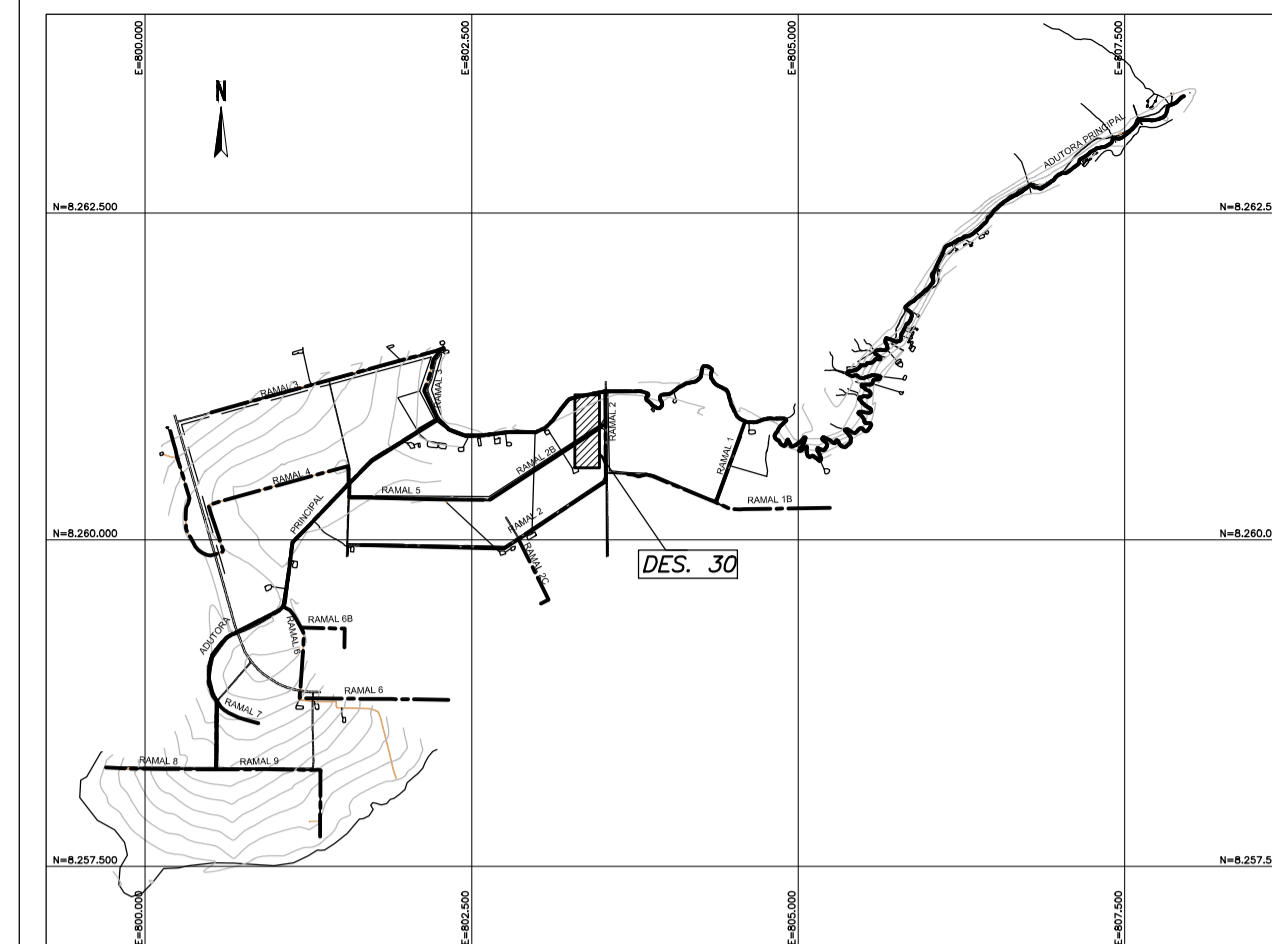 E=800.000
E=802.500
E=805.000
E=807.500
N
ADUTORA PRINCIPAL
N=8.262.500
N=8.262.5
RAMAL 3
RAMAL 3
RAMAL 2
RAMAL 1
RAMAL 2B
RAMAL 4
RAMAL 5
RAMAL 1B
PRINCIPAL
RAMAL 2
N=8.260.000
N=8.260.0
DES. 30
RAMAL 2C
RAMAL 6B
RAMAL 6
ADUTORA
RAMAL 6
RAMAL 7
RAMAL 8
RAMAL 9
N=8.257.500
N=8.257.5
E=800.000
E=802.500
E=805.000
E=807.500